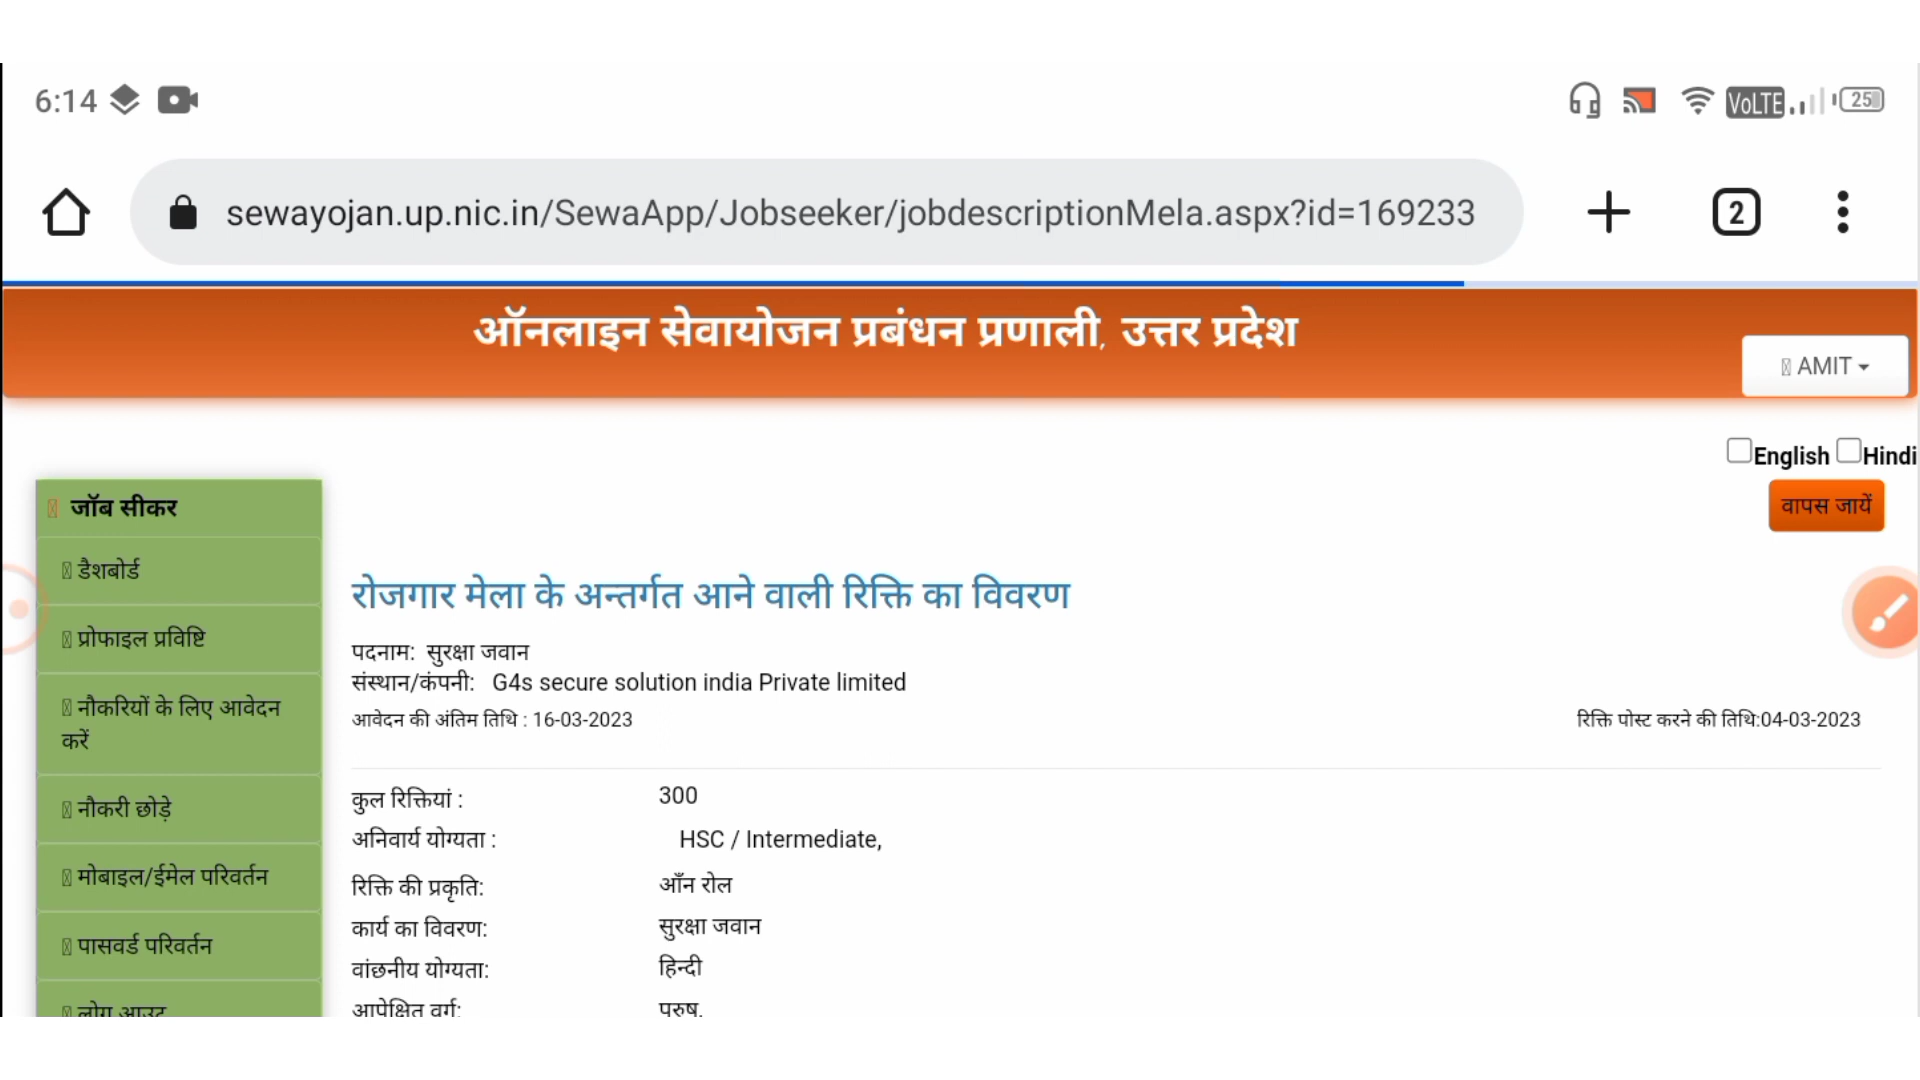 6:14
VoLTE
25
sewayojan.up.nic.in/SewaApp/Jobseeker/jobdescriptionMela.aspx?id=169233
2
ऑनलाइन सेवायोजन प्रबंधन प्रणाली, उत्तर प्रदेश
AMIT
English Hindi
वापस जायें
जॉब सीकर
डैशबोर्ड
प्रोफाइल प्रविष्टि
नौकरियों के लिए आवेदन
करें
नौकरी छोड़े
मोबाइल/ईमेल परिवर्तन
पासवर्ड परिवर्तन
लोग आउट
रोजगार मेला के अन्तर्गत आने वाली रिक्ति का विवरण
पदनाम: सुरक्षा जवान
संस्थान/कंपनी: G4s secure solution india Private limited
आवेदन की अंतिम तिथि : 16-03-2023
रिक्ति पोस्ट करने की तिथि:04-03-2023
कुल रिक्तियां : 300
अनिवार्य योग्यता : HSC / Intermediate,
रिक्ति की प्रकृति: ऑंन रोल
कार्य का विवरण: सुरक्षा जवान
वांछनीय योग्यता: हिन्दी
आपेक्षित वर्ग: पुरुष,